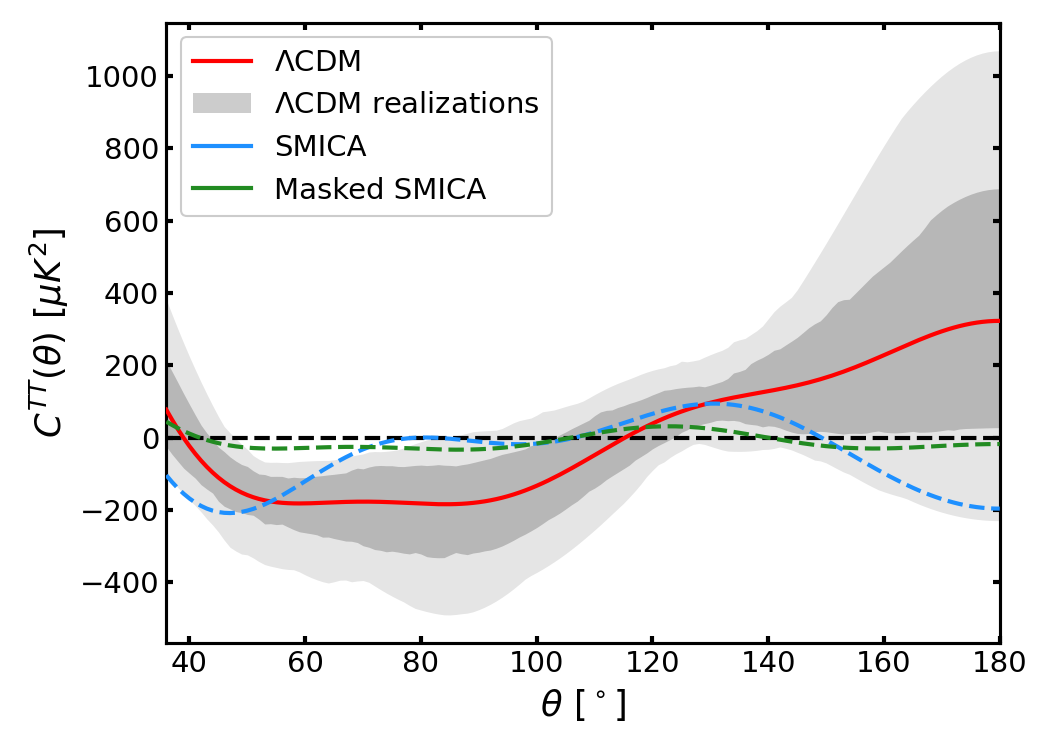 ΛCDM
ΛCDM realizations
SMICA
Masked SMICA
1000
800
600
400
200
0
−200
−400
C^{TT}(θ) [μK²]
40 60 80 100 120 140 160 180
θ [°]